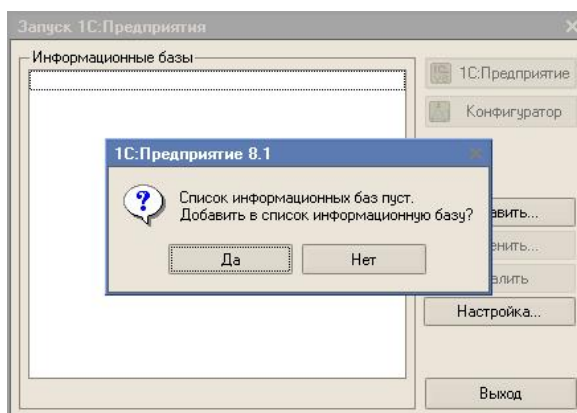 Запуск 1С:Предприятия
Информационные базы
1С:Предприятие
Конфигуратор
1С:Предприятие 8.1
Список информационных баз пуст.
Добавить в список информационную базу?
Да
Нет
Настройка...
Выход